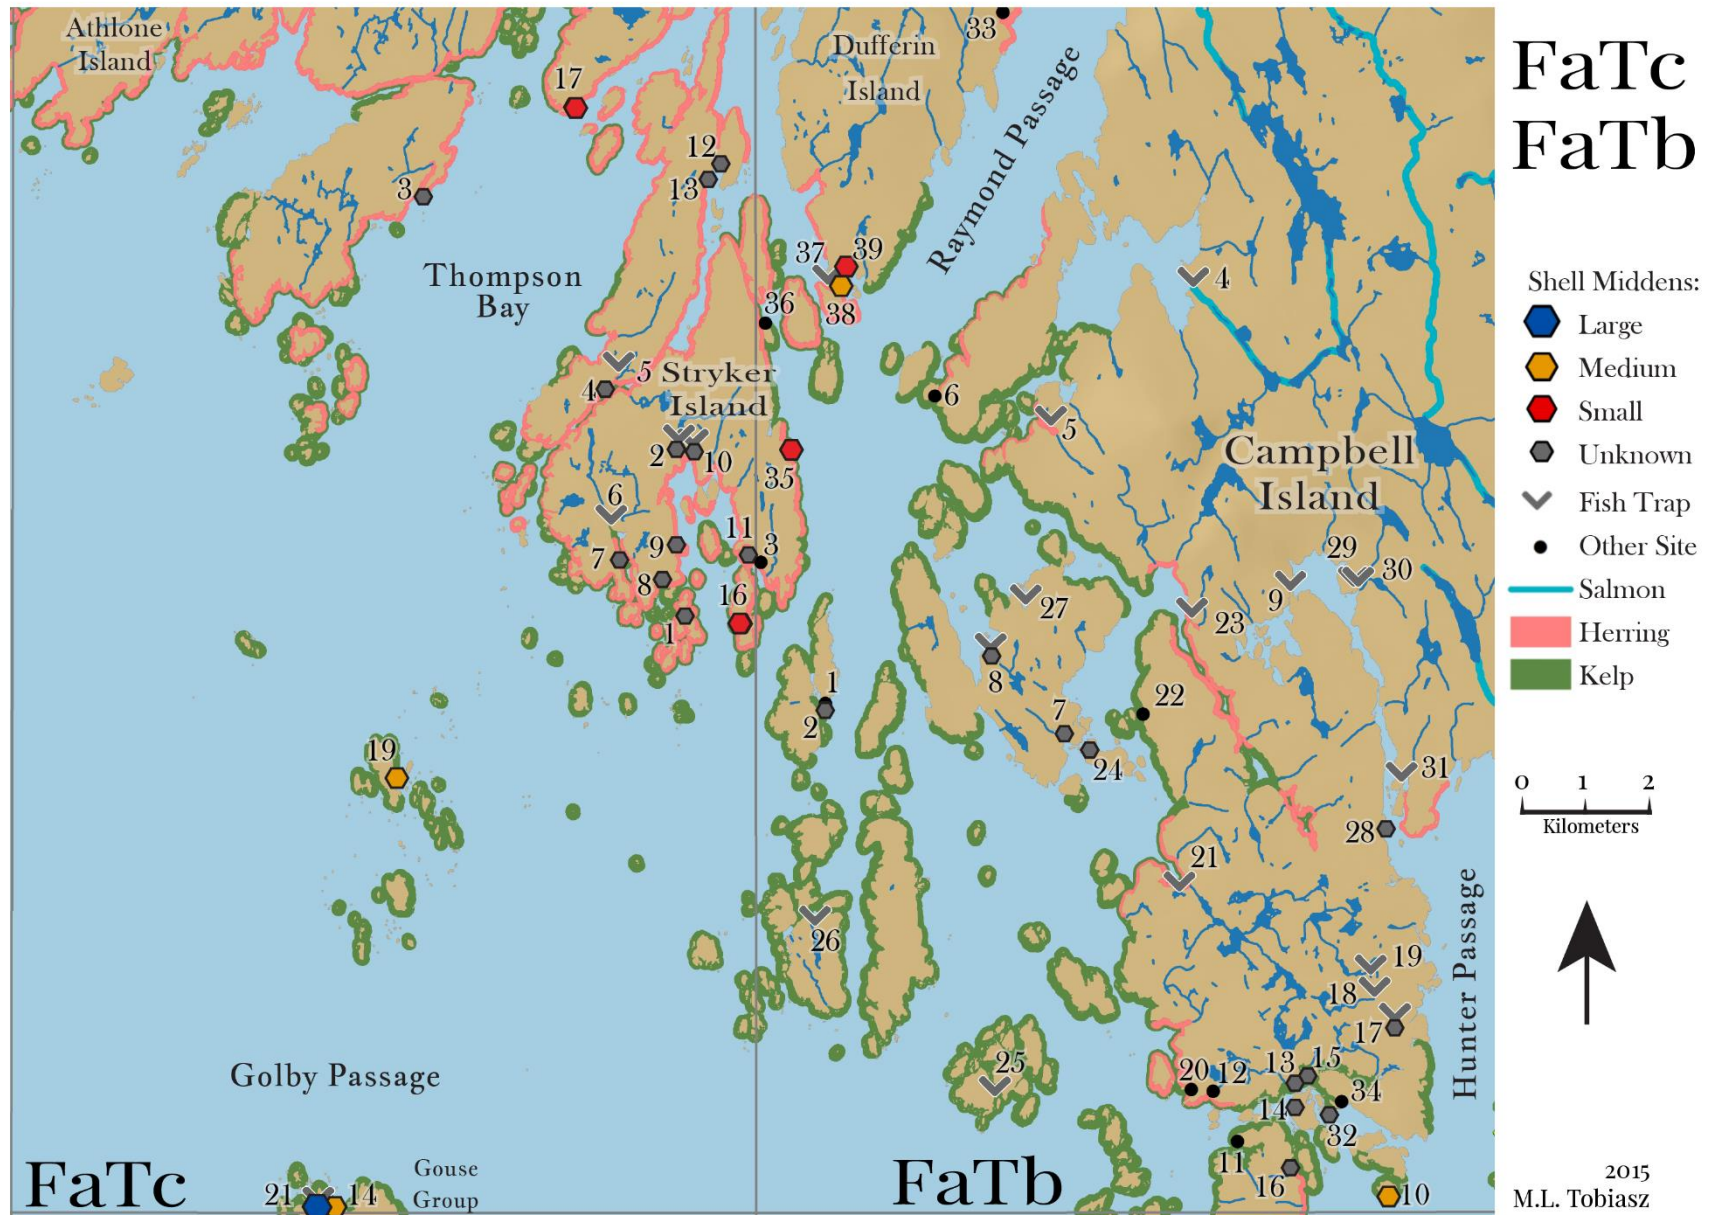 Athlone
Island
Dufferin
Island
33
17
12
13
3
Raymond Passage
Thompson
Bay
37
39
38
36
4
5
4
Stryker
Island
6
5
2
10
35
Campbell
Island
6
7
9
8
11
3
1
16
29
30
9
27
23
8
1
2
7
24
22
31
28
19
21
26
19
18
17
Hunter Passage
25
20
12
13
15
34
14
32
11
16
10
Golby Passage
Gouse
Group
21
14
FaTc
FaTb
FaTc
FaTb
Shell Middens:
Large
Medium
Small
Unknown
Fish Trap
Other Site
Salmon
Herring
Kelp
0 1 2
Kilometers
2015
M.L. Tobiasz